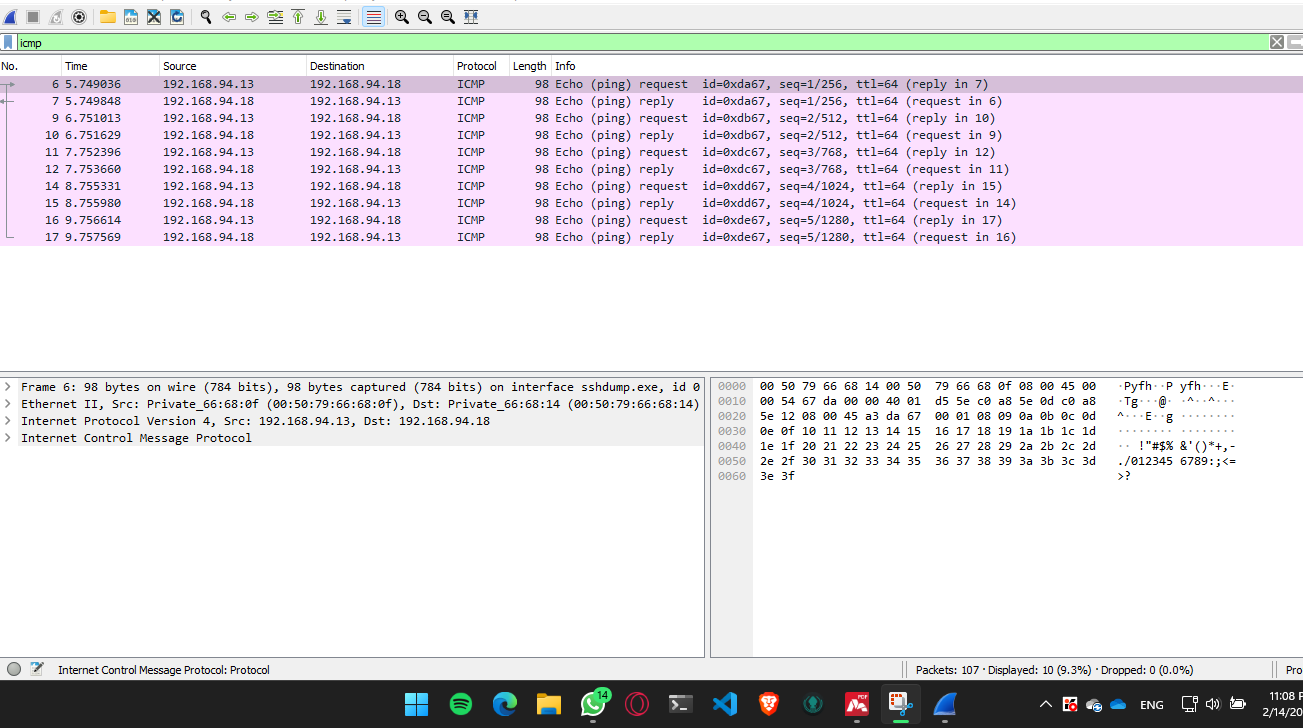 icmp
No. Time Source Destination Protocol Length Info
6 5.749036 192.168.94.13 192.168.94.18 ICMP 98 Echo (ping) request id=0xda67, seq=1/256, ttl=64 (reply in 7)
7 5.749848 192.168.94.18 192.168.94.13 ICMP 98 Echo (ping) reply id=0xda67, seq=1/256, ttl=64 (request in 6)
9 6.751013 192.168.94.13 192.168.94.18 ICMP 98 Echo (ping) request id=0xdb67, seq=2/512, ttl=64 (reply in 10)
10 6.751629 192.168.94.18 192.168.94.13 ICMP 98 Echo (ping) reply id=0xdb67, seq=2/512, ttl=64 (request in 9)
11 7.752396 192.168.94.13 192.168.94.18 ICMP 98 Echo (ping) request id=0xdc67, seq=3/768, ttl=64 (reply in 12)
12 7.753660 192.168.94.18 192.168.94.13 ICMP 98 Echo (ping) reply id=0xdc67, seq=3/768, ttl=64 (request in 11)
14 8.755331 192.168.94.13 192.168.94.18 ICMP 98 Echo (ping) request id=0xdd67, seq=4/1024, ttl=64 (reply in 15)
15 8.755980 192.168.94.18 192.168.94.13 ICMP 98 Echo (ping) reply id=0xdd67, seq=4/1024, ttl=64 (request in 14)
16 9.756614 192.168.94.13 192.168.94.18 ICMP 98 Echo (ping) request id=0xde67, seq=5/1280, ttl=64 (reply in 17)
17 9.757569 192.168.94.18 192.168.94.13 ICMP 98 Echo (ping) reply id=0xde67, seq=5/1280, ttl=64 (request in 16)
Frame 6: 98 bytes on wire (784 bits), 98 bytes captured (784 bits) on interface sshdump.exe, id 0
Ethernet II, Src: Private_66:68:0f (00:50:79:66:68:0f), Dst: Private_66:68:14 (00:50:79:66:68:14)
Internet Protocol Version 4, Src: 192.168.94.13, Dst: 192.168.94.18
Internet Control Message Protocol
0000 00 50 79 66 68 14 00 50 79 66 68 0f 08 00 45 00 ·Pyfh··P yfh···E·
0010 00 54 67 da 00 00 40 01 d5 5e c0 a8 5e 0d c0 a8 ·Tg···@· ·^··^···
0020 5e 12 08 00 45 a3 da 67 00 01 08 09 0a 0b 0c 0d ^···E··g ········
0030 0e 0f 10 11 12 13 14 15 16 17 18 19 1a 1b 1c 1d ········ ········
0040 1e 1f 20 21 22 23 24 25 26 27 28 29 2a 2b 2c 2d ·· !"#$% &'()*+,-
0050 2e 2f 30 31 32 33 34 35 36 37 38 39 3a 3b 3c 3d ./012345 6789:;<=
0060 3e 3f >?
Internet Control Message Protocol: Protocol
Packets: 107 · Displayed: 10 (9.3%) · Dropped: 0 (0.0%)
Pro
14
PDF
ENG
11:08 P
2/14/20